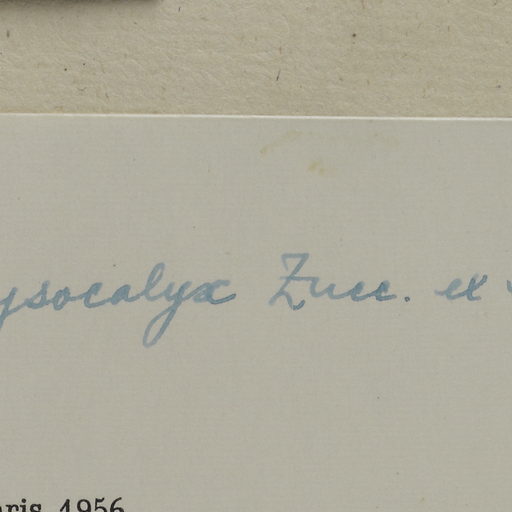 ysocalyx Zucc. ex
aris 1956